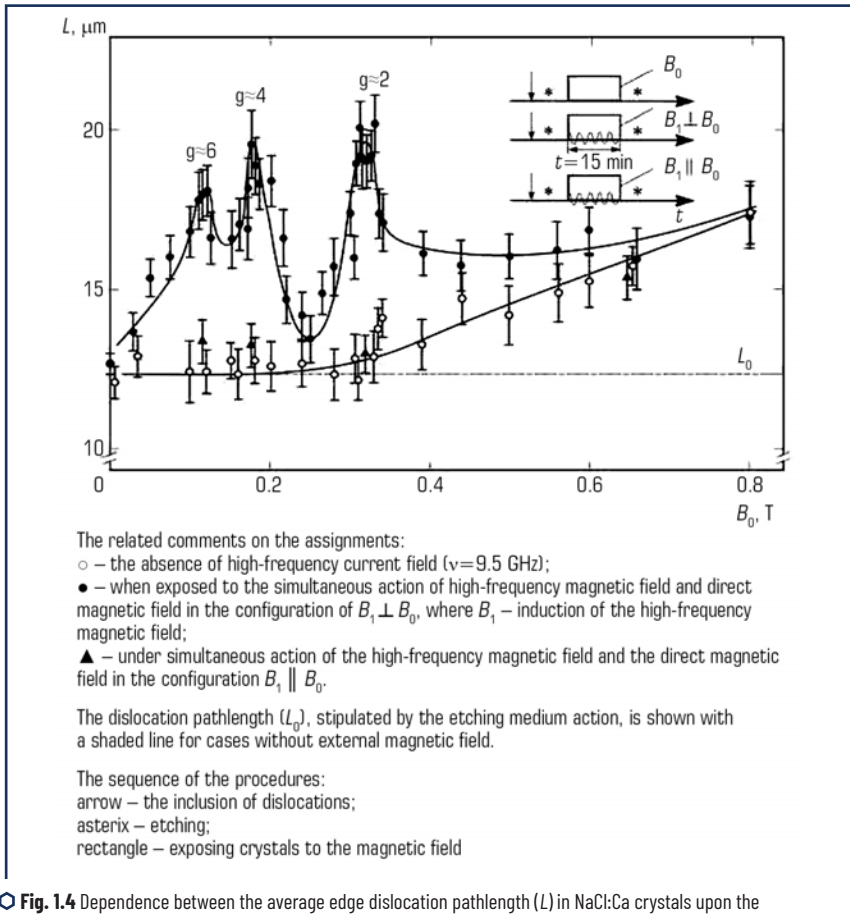 L, μm
g≈2
B₀
g≈4
20
B₁⊥B₀
g≈6
t=15 min
B₁ ∥ B₀
t
15
L₀
10
0
0.2
0.4
0.6
0.8
B₀, T
The related comments on the assignments:
○ – the absence of high-frequency current field (ν=9.5 GHz);
● – when exposed to the simultaneous action of high-frequency magnetic field and direct
magnetic field in the configuration of B₁⊥B₀, where B₁ – induction of the high-frequency
magnetic field;
▲ – under simultaneous action of the high-frequency magnetic field and the direct magnetic
field in the configuration B₁ ∥ B₀.
The dislocation pathlength (L₀), stipulated by the etching medium action, is shown with
a shaded line for cases without external magnetic field.
The sequence of the procedures:
arrow – the inclusion of dislocations;
asterix – etching;
rectangle – exposing crystals to the magnetic field
Fig. 1.4 Dependence between the average edge dislocation pathlength (L) in NaCl:Ca crystals upon the